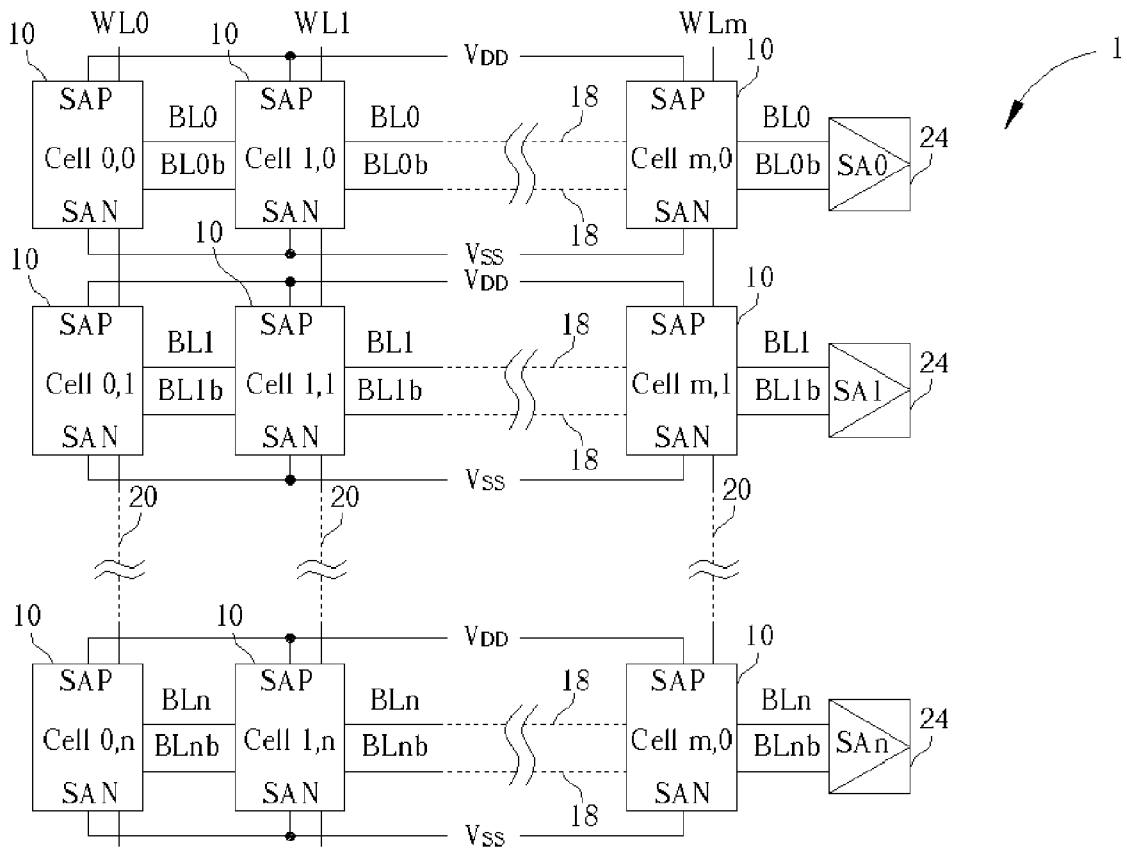 WL0 WL1 WLm
10 10 VDD 10 1
SAP SAP SAP
BL0 BL0 18 BL0 24
Cell 0,0 Cell 1,0 Cell m,0 SA0
BL0b BL0b BL0b
SAN SAN SAN
10 10 18
VSS
VDD 10
SAP SAP SAP
BL1 BL1 18 BL1 24
Cell 0,1 Cell 1,1 Cell m,1 SA1
BL1b BL1b BL1b
SAN SAN SAN
18
VSS
20 20 20
10 10 VDD 10
SAP SAP SAP
BLn BLn 18 BLn 24
Cell 0,n Cell 1,n Cell m,0 SAn
BLnb BLnb BLnb
SAN SAN SAN
18
VSS